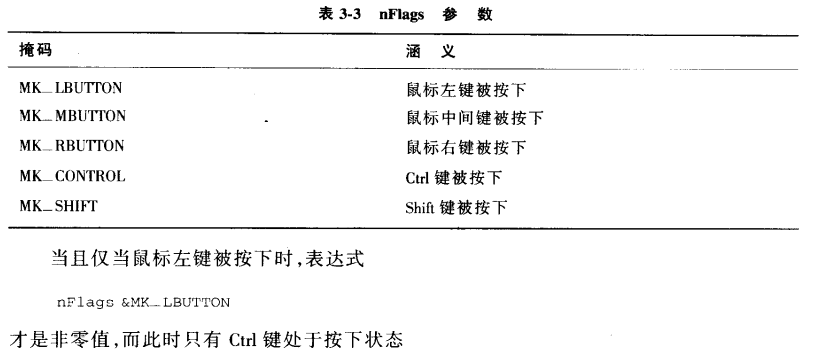 表 3-3 nFlags 参 数
掩码 涵 义
MK_LBUTTON 鼠标左键被按下
MK_MBUTTON 鼠标中间键被按下
MK_RBUTTON 鼠标右键被按下
MK_CONTROL Ctrl 键被按下
MK_SHIFT Shift 键被按下
当且仅当鼠标左键被按下时,表达式
nFlags &MK_LBUTTON
才是非零值,而此时只有 Ctrl 键处于按下状态